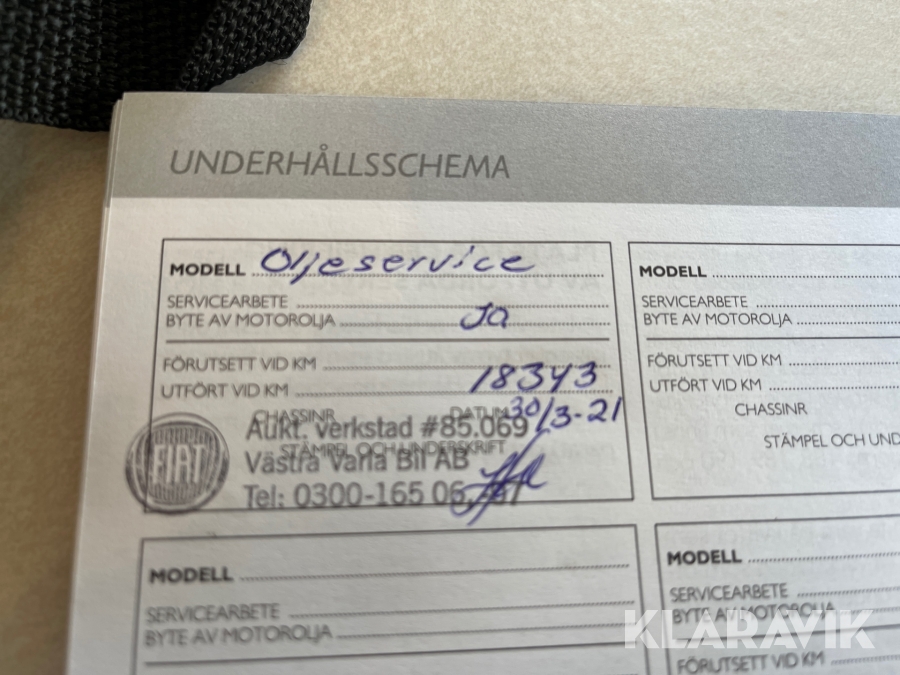 UNDERHÅLLSSCHEMA
MODELL Oljeservice
SERVICEARBETE
BYTE AV MOTOROLJA Ja
FÖRUTSETT VID KM
UTFÖRT VID KM 18343
CHASSINR DATUM 30/3-21
Aukt. verkstad #85.069
STÄMPEL OCH UNDERSKRIFT
FIAT
Västra Varla Bil AB
Tel: 0300-165 06,
MODELL
SERVICEARBETE
BYTE AV MOTOROLJA
FÖRUTSETT VID KM
UTFÖRT VID KM
CHASSINR
STÄMPEL OCH UND
MODELL
SERVICEARBETE
BYTE AV MOTOROLJA
MODELL
SERVICEARBETE
BYTE AV MOTOROLJA
FÖRUTSETT VID KM
KLARAVIK